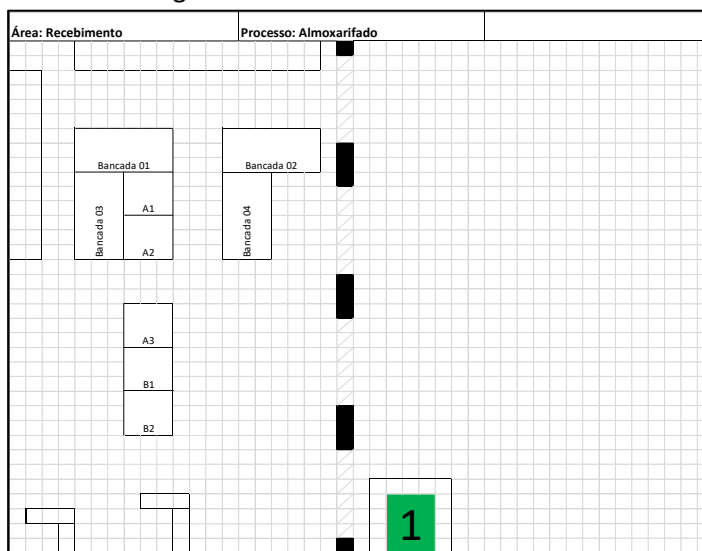 Área: Recebimento
Processo: Almoxarifado
Bancada 01
Bancada 02
Bancada 03
A1
Bancada 04
A2
A3
B1
B2
1